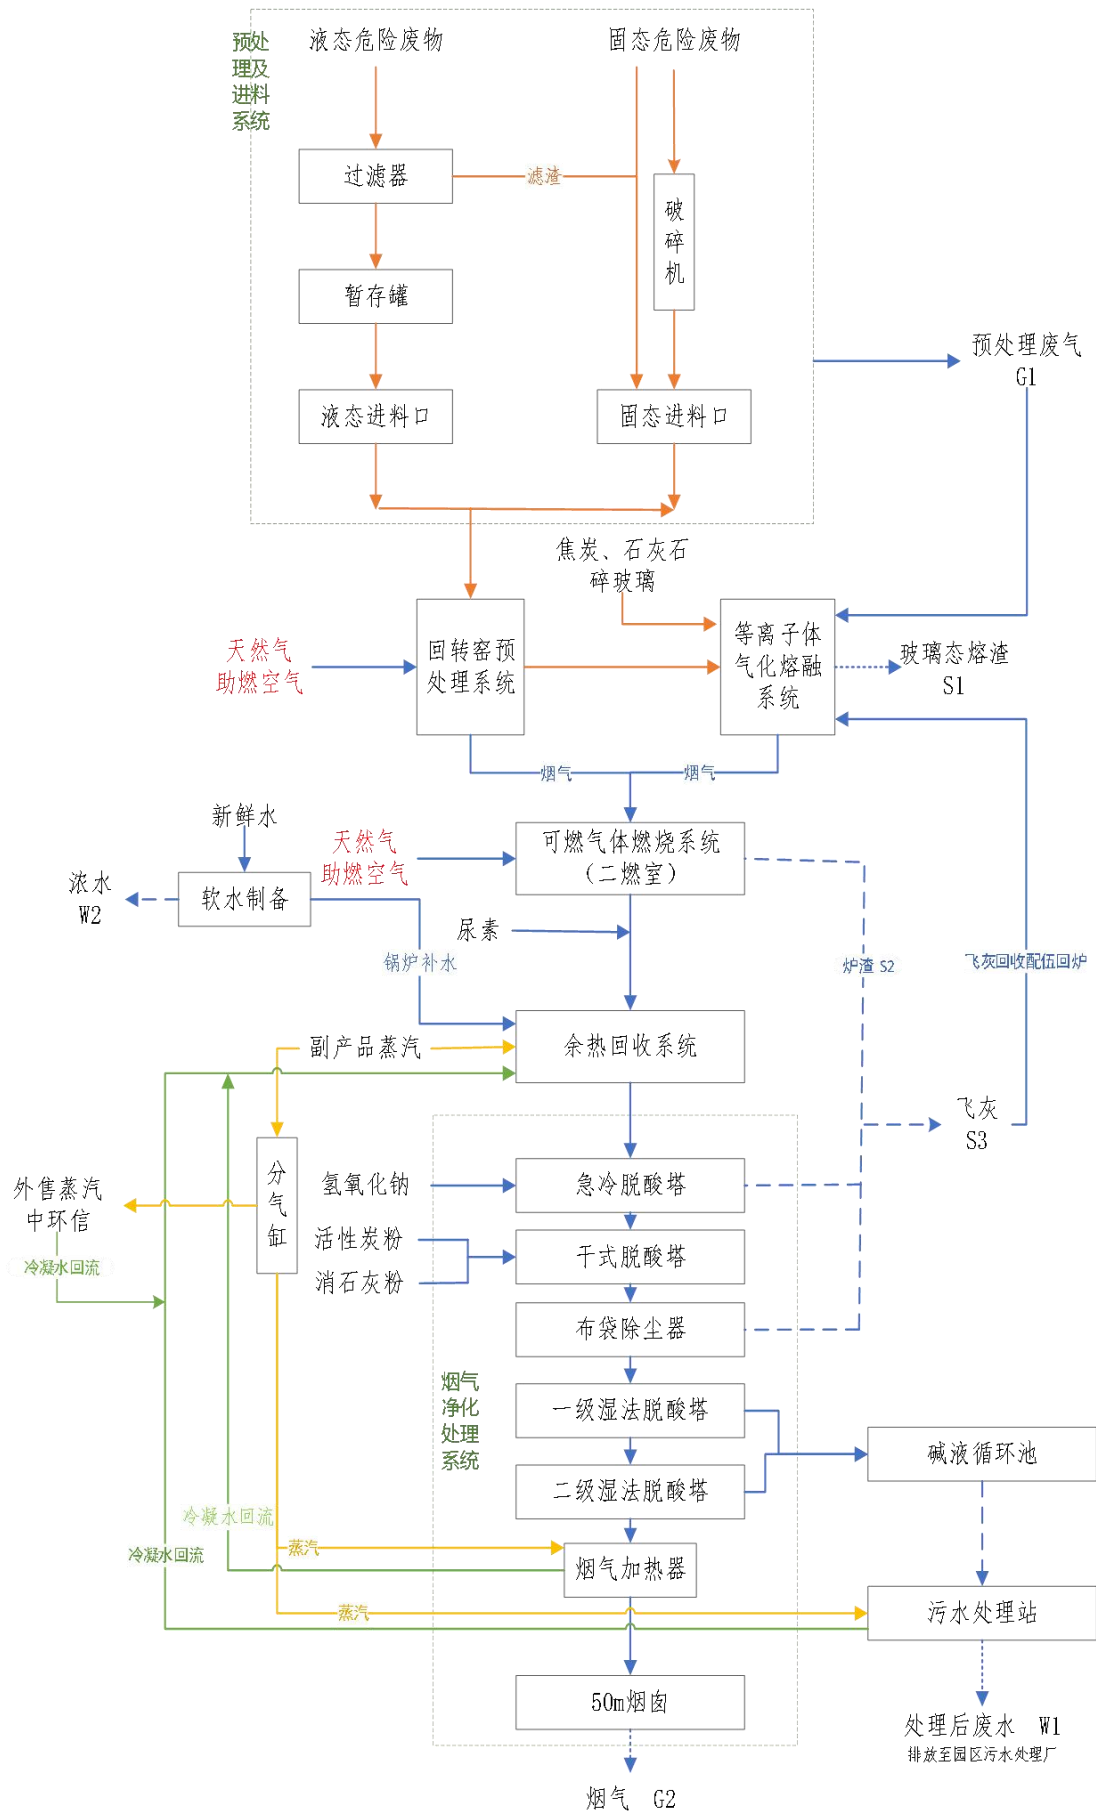 预处
理及
进料
系统
液态危险废物
固态危险废物
过滤器
滤渣
破
碎
机
暂存罐
液态进料口
固态进料口
预处理废气
G1
焦炭、石灰石
碎玻璃
天然气
助燃空气
回转窑预
处理系统
等离子体
气化熔融
系统
玻璃态熔渣
S1
烟气
烟气
新鲜水
天然气
助燃空气
可燃气体燃烧系统
（二燃室）
浓水
W2
软水制备
尿素
锅炉补水
炉渣 S2
飞灰回收配伍回炉
副产品蒸汽
余热回收系统
飞灰
S3
分
气
缸
外售蒸汽
中环信
冷凝水回流
氢氧化钠
急冷脱酸塔
活性炭粉
消石灰粉
干式脱酸塔
布袋除尘器
烟气
净化
处理
系统
一级湿法脱酸塔
二级湿法脱酸塔
碱液循环池
冷凝水回流
冷凝水回流
蒸汽
烟气加热器
蒸汽
污水处理站
50m烟囱
处理后废水 W1
排放至园区污水处理厂
烟气 G2